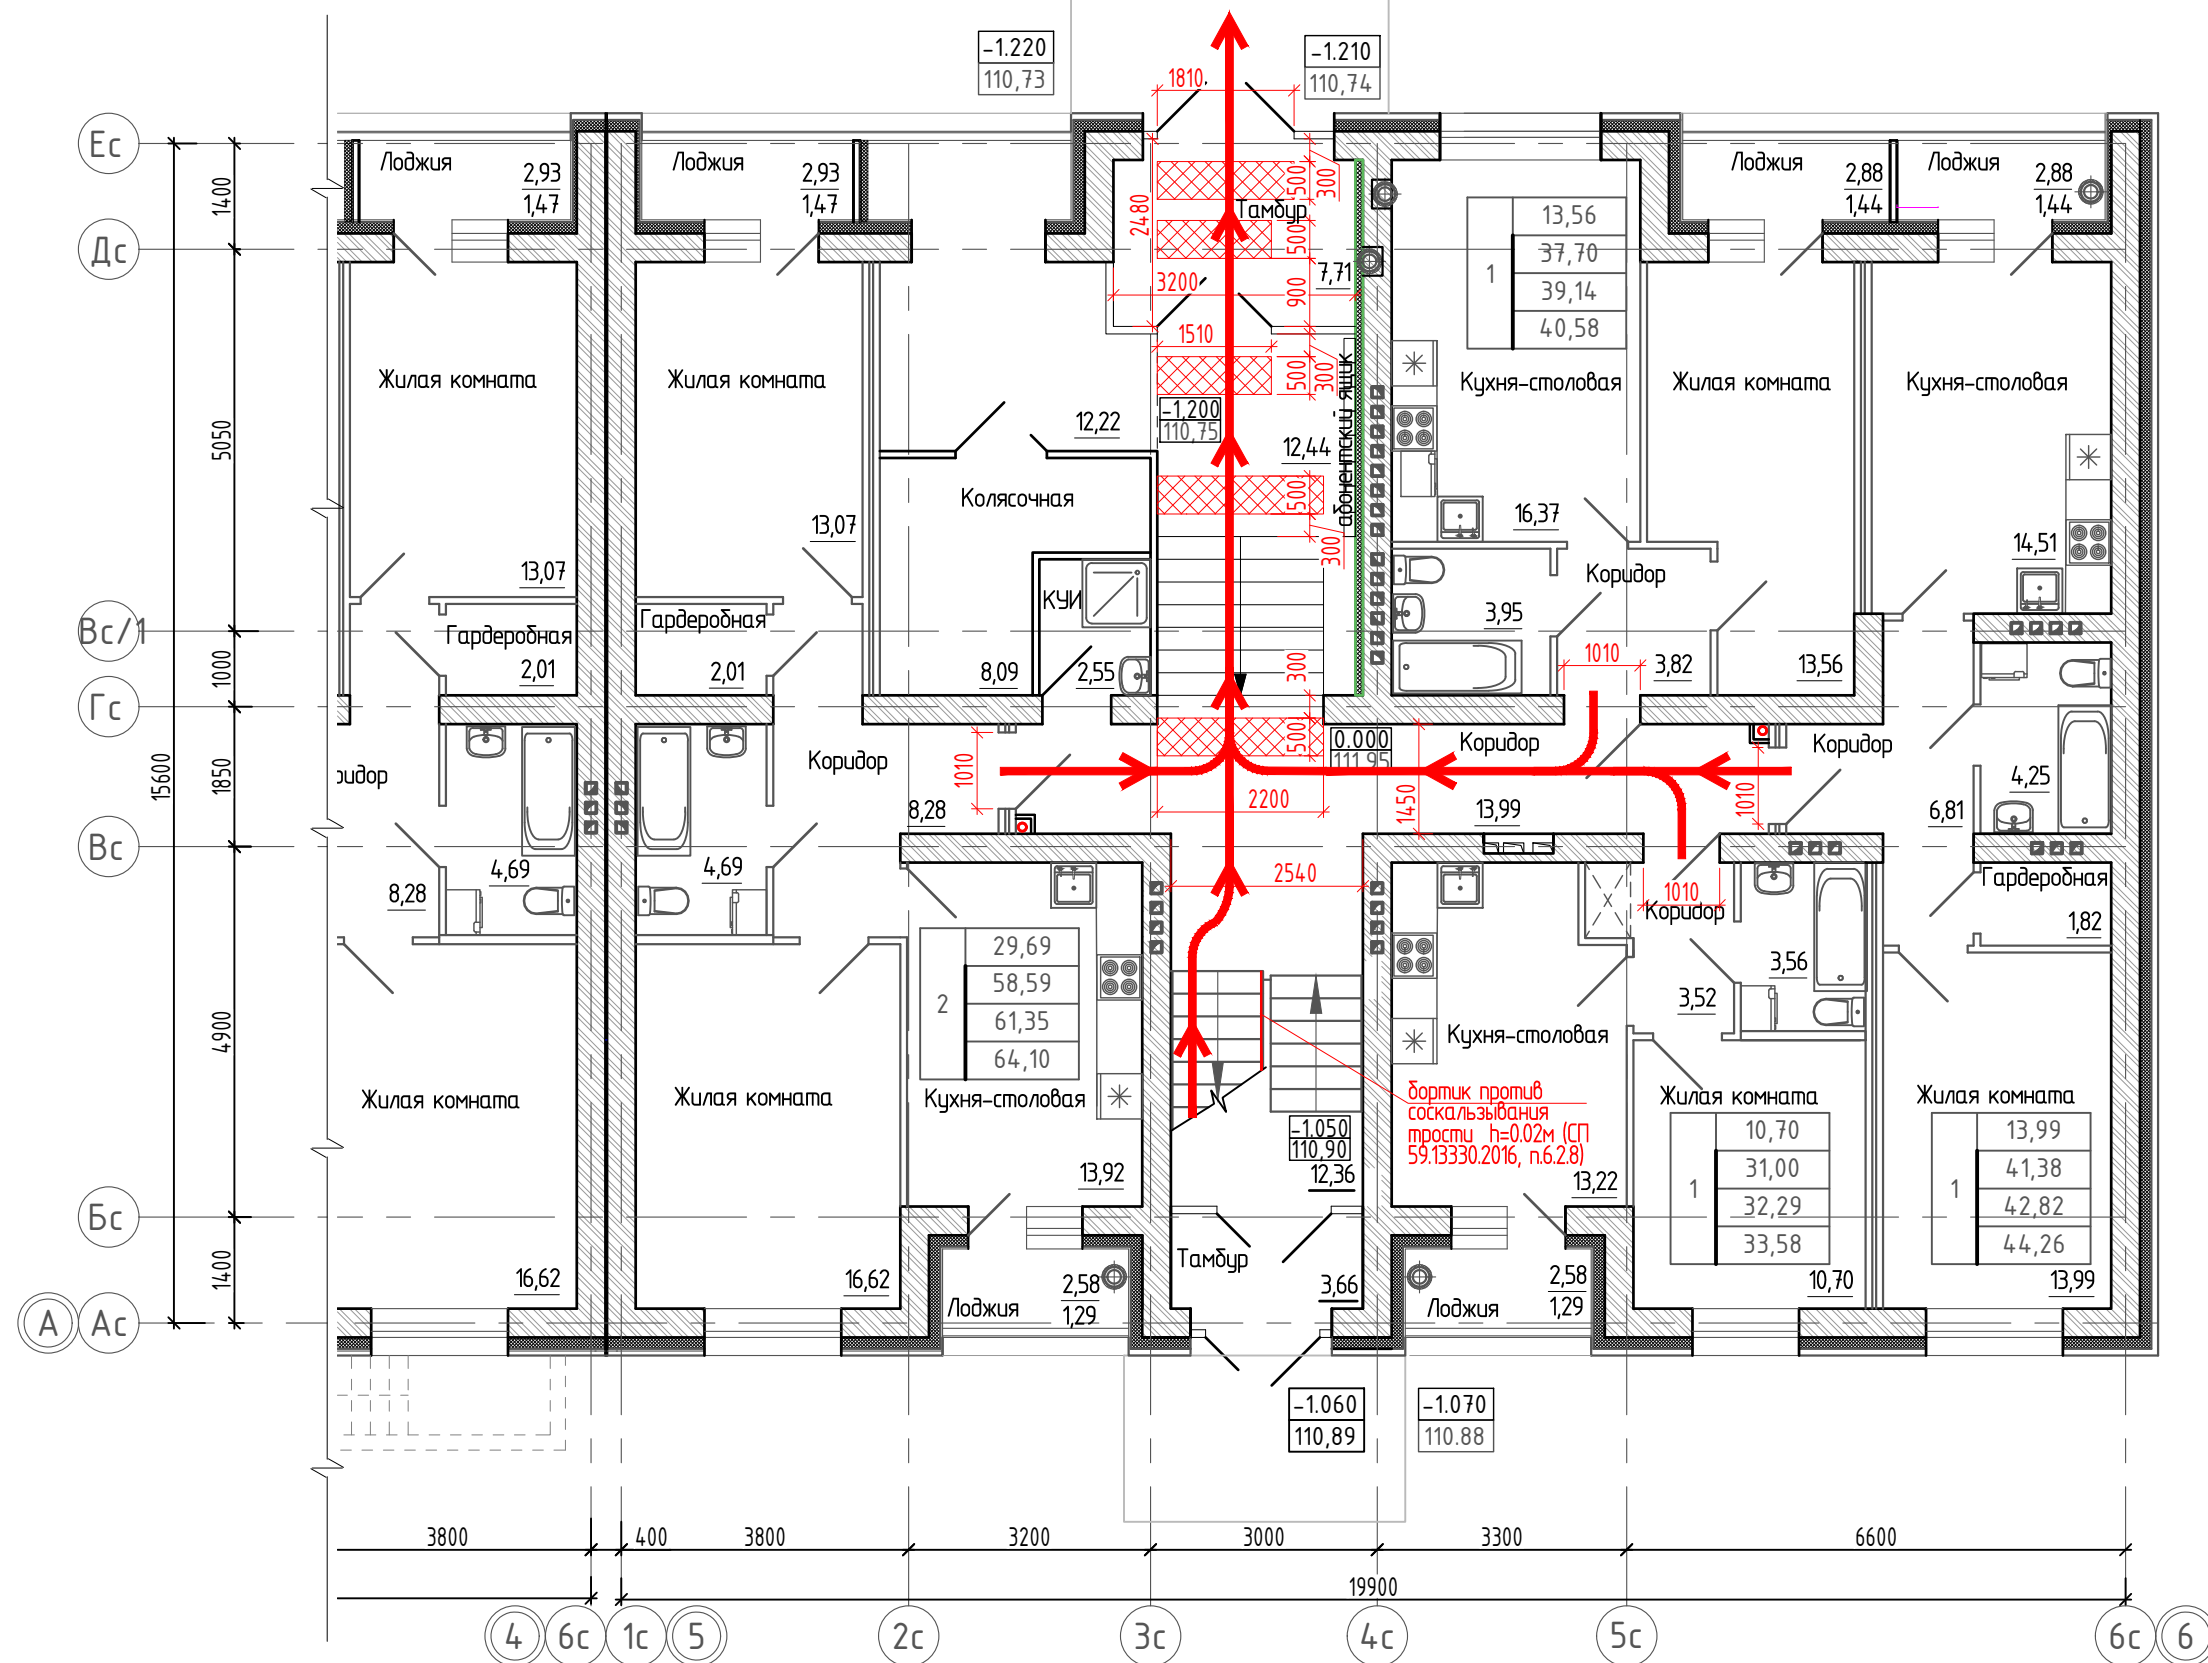 -1.220
110,73
1810
-1.210
110,74
Ес
Дс
Вс/1
Гс
Вс
Бс
А
Ас
1400
5050
1000
1850
4900
1400
15600
Лоджия
2,93
1,47
Лоджия
2,93
1,47
Тамбур
7,71
2480
3200
1510
500
300
500
900
500
300
500
300
300
500
Лоджия
2,88
1,44
Лоджия
2,88
1,44
1
13,56
37,70
39,14
40,58
Жилая комната
13,07
Жилая комната
13,07
12,22
-1,200
110,75
12,44
абонентский ящик
Кухня-столовая
16,37
Жилая комната
13,56
Кухня-столовая
14,51
Колясочная
8,09
КУИ
2,55
Гардеробная
2,01
Гардеробная
2,01
3,95
Коридор
3,82
1010
ридор
8,28
Коридор
8,28
1010
0.000
111.95
Коридор
13,99
1450
2200
2540
1010
Коридор
6,81
4,25
4,69
4,69
1010
Коридор
3,52
3,56
Гардеробная
1,82
2
29,69
58,59
61,35
64,10
Жилая комната
16,62
Жилая комната
16,62
Кухня-столовая
13,92
Кухня-столовая
13,22
бортик против
соскальзывания
трости h=0.02м (СП
59.13330.2016, п.6.2.8)
-1.050
110,90
12,36
Жилая комната
1
10,70
31,00
32,29
33,58
10,70
Жилая комната
1
13,99
41,38
42,82
44,26
13,99
Тамбур
3,66
Лоджия
2,58
1,29
Лоджия
2,58
1,29
-1.060
110,89
-1.070
110.88
3800
400
3800
3200
3000
3300
6600
19900
4
6с
1с
5
2с
3с
4с
5с
6с
6